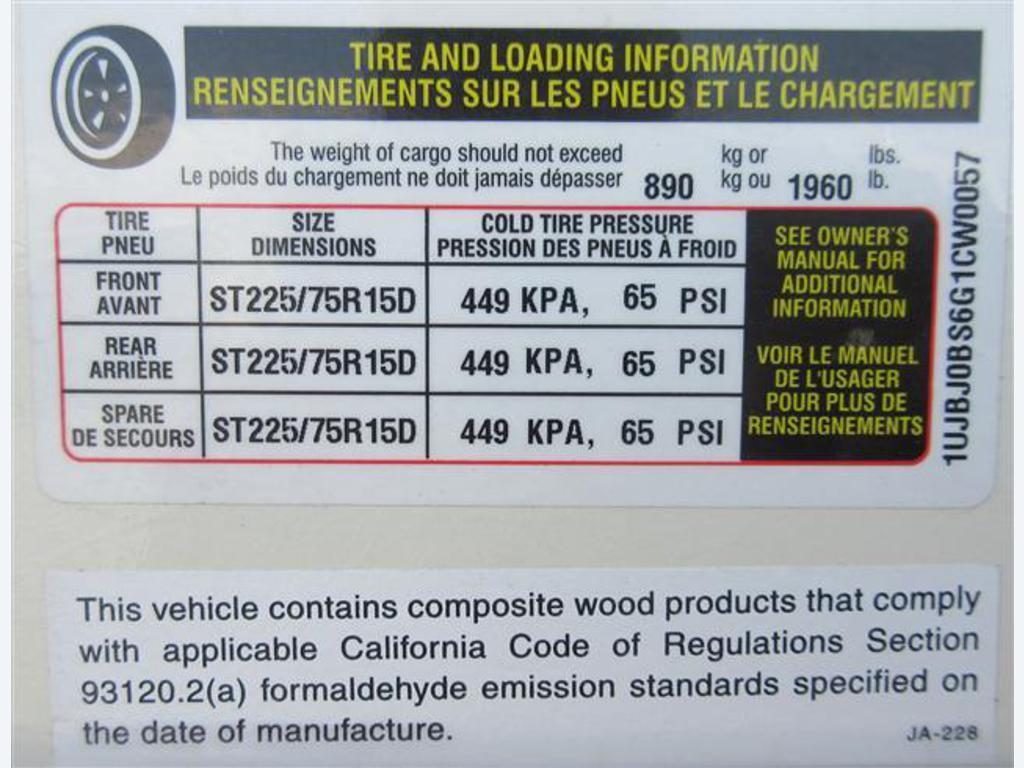 TIRE AND LOADING INFORMATION
RENSEIGNEMENTS SUR LES PNEUS ET LE CHARGEMENT
The weight of cargo should not exceed kg or lbs.
Le poids du chargement ne doit jamais dépasser 890 kg ou 1960 lb.
TIRE PNEU SIZE DIMENSIONS COLD TIRE PRESSURE PRESSION DES PNEUS À FROID
FRONT AVANT ST225/75R15D 449 KPA, 65 PSI
REAR ARRIÈRE ST225/75R15D 449 KPA, 65 PSI
SPARE DE SECOURS ST225/75R15D 449 KPA, 65 PSI
SEE OWNER'S
MANUAL FOR
ADDITIONAL
INFORMATION
VOIR LE MANUEL
DE L'USAGER
POUR PLUS DE
RENSEIGNEMENTS
1UJBJ0BS6G1CW0057
This vehicle contains composite wood products that comply
with applicable California Code of Regulations Section
93120.2(a) formaldehyde emission standards specified on
the date of manufacture.
JA-228